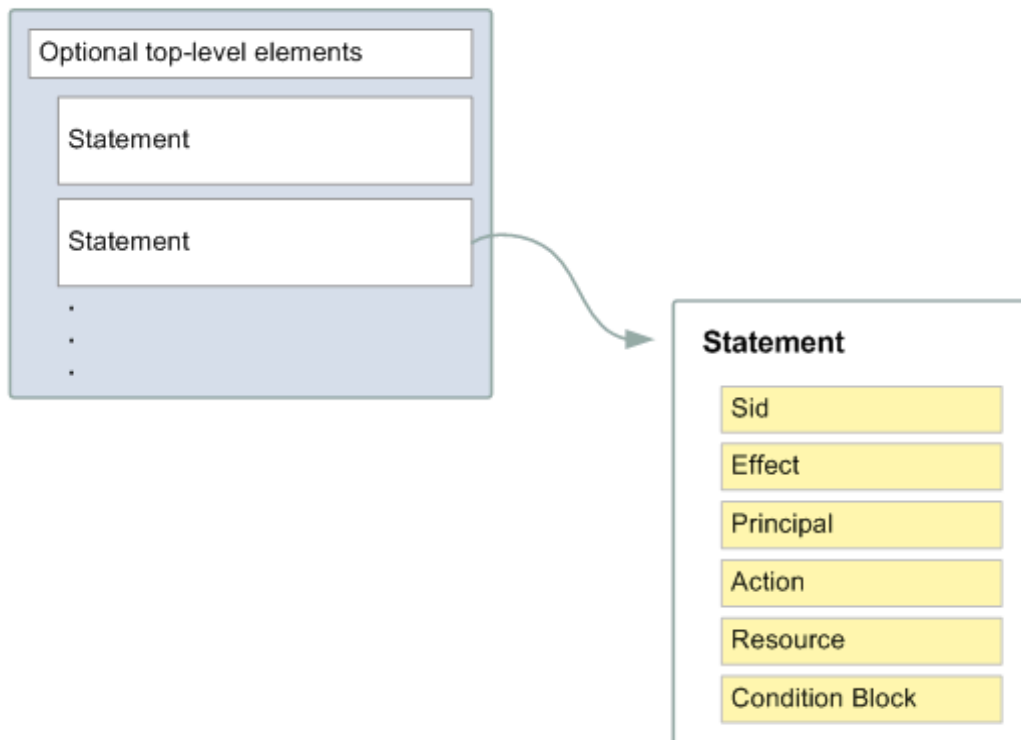 Optional top-level elements
Statement
Statement
.
.
.
Statement
Sid
Effect
Principal
Action
Resource
Condition Block